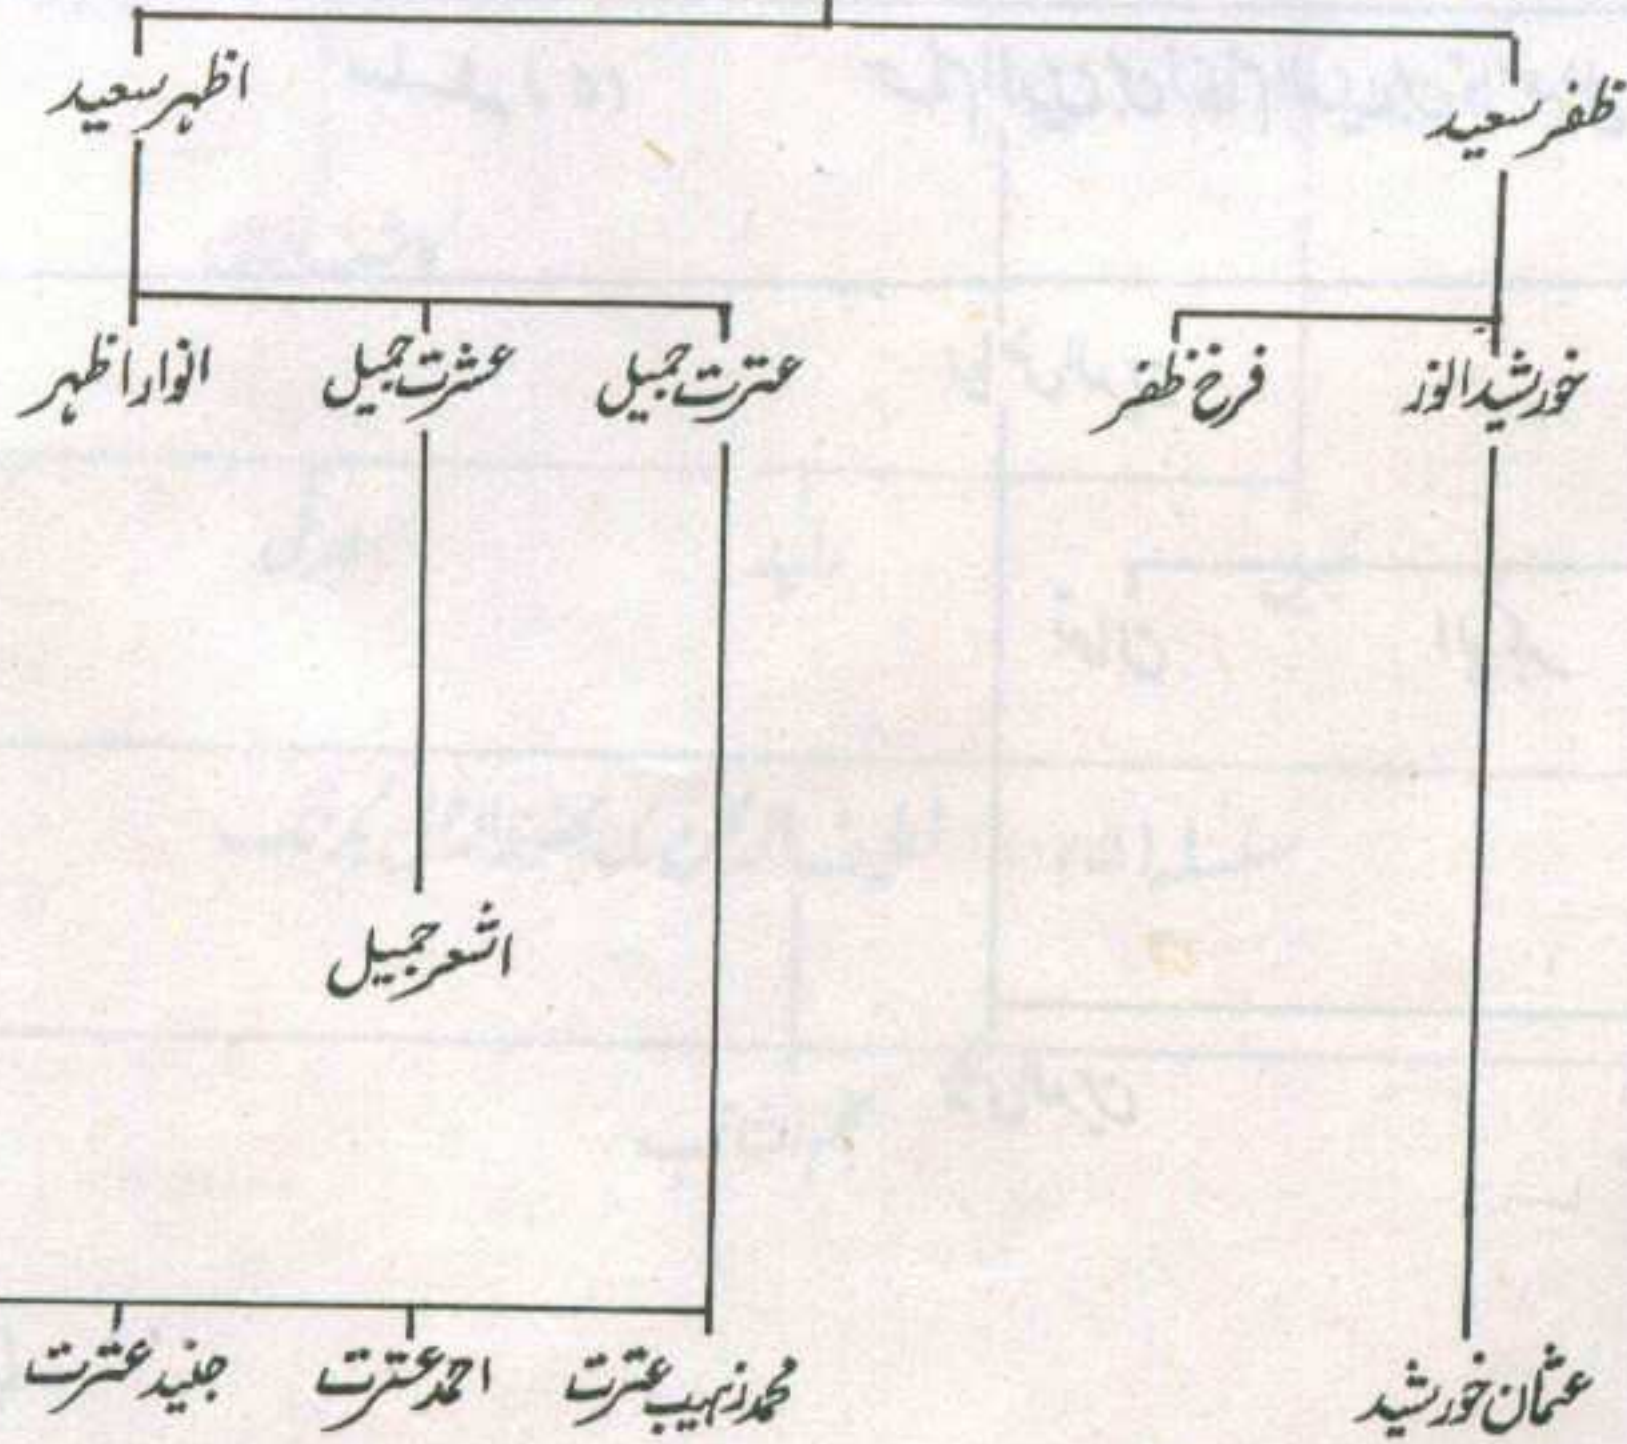 ظفر سعید اظہر سعید
خورشید انور فرخ ظفر عترت جمیل عشرت جمیل انوار اظہر
اشعر جمیل
عثمان خورشید محمد زہیب عترت احمد عترت جنید عترت